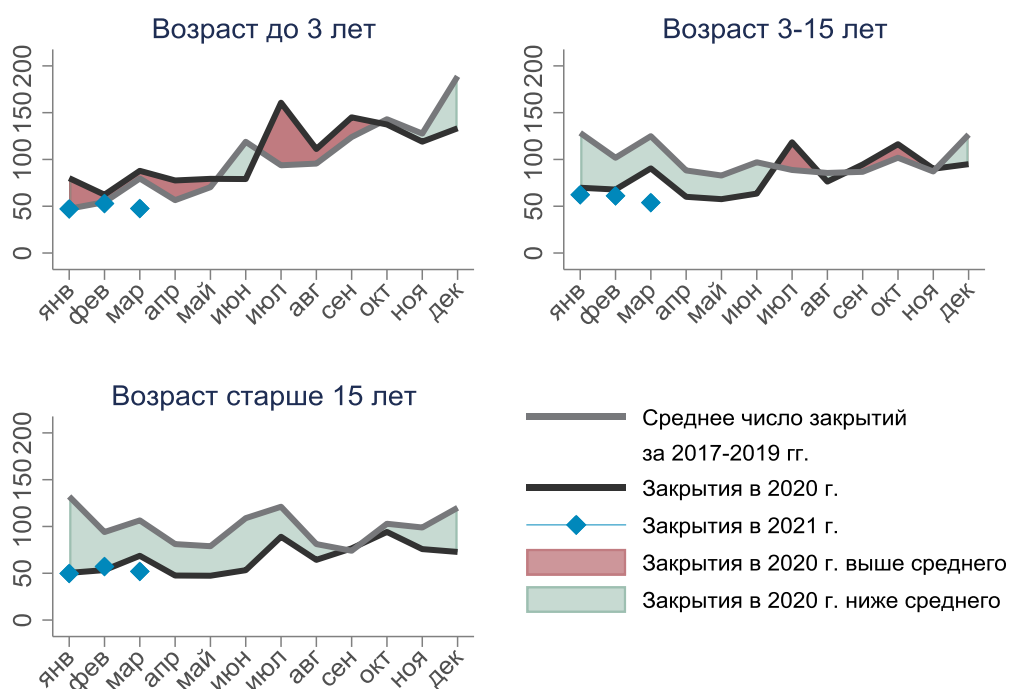 Возраст до 3 лет
200
150
100
50
0
янв фев мар апр май июн июл авг сен окт ноя дек
Возраст 3-15 лет
200
150
100
50
0
янв фев мар апр май июн июл авг сен окт ноя дек
Возраст старше 15 лет
200
150
100
50
0
янв фев мар апр май июн июл авг сен окт ноя дек
Среднее число закрытий
за 2017-2019 гг.
Закрытия в 2020 г.
Закрытия в 2021 г.
Закрытия в 2020 г. выше среднего
Закрытия в 2020 г. ниже среднего